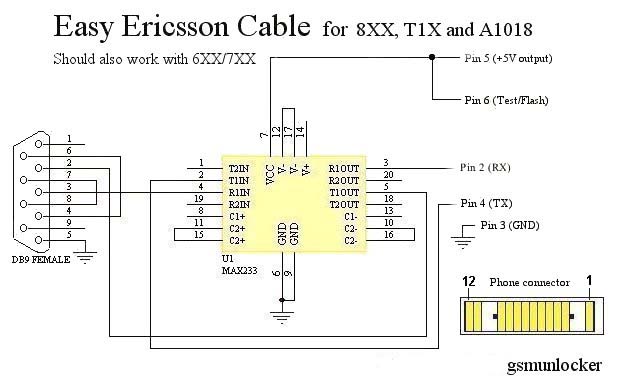 Easy Ericsson Cable for 8XX, T1X and A1018
Should also work with 6XX/7XX
Pin 5 (+5V output)
Pin 6 (Test/Flash)
7 12 17 14
1
6
2
7
3
8
4
9
5
DB9 FEMALE
1 T2IN
2 T1IN
4 R1IN
19 R2IN
8 C1+
11 C2+
15 C2+
VCC V- V- V+
R1OUT 3
R2OUT 20
T1OUT 5
T2OUT 18
C1- 13
C2- 10
C2- 16
GND GND
U1
MAX233
6 9
Pin 2 (RX)
Pin 4 (TX)
Pin 3 (GND)
12 Phone connector 1
gsmunlocker